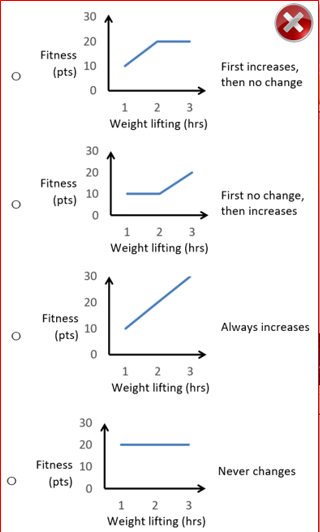 30
Fitness 20
(pts) 10
0
First increases,
then no change
1 2 3
Weight lifting (hrs)
30
Fitness 20
(pts) 10
0
First no change,
then increases
1 2 3
Weight lifting (hrs)
30
20
Fitness
(pts) 10
0
Always increases
1 2 3
Weight lifting (hrs)
30
20
Fitness 10
(pts) 0
Never changes
1 2 3
Weight lifting (hrs)